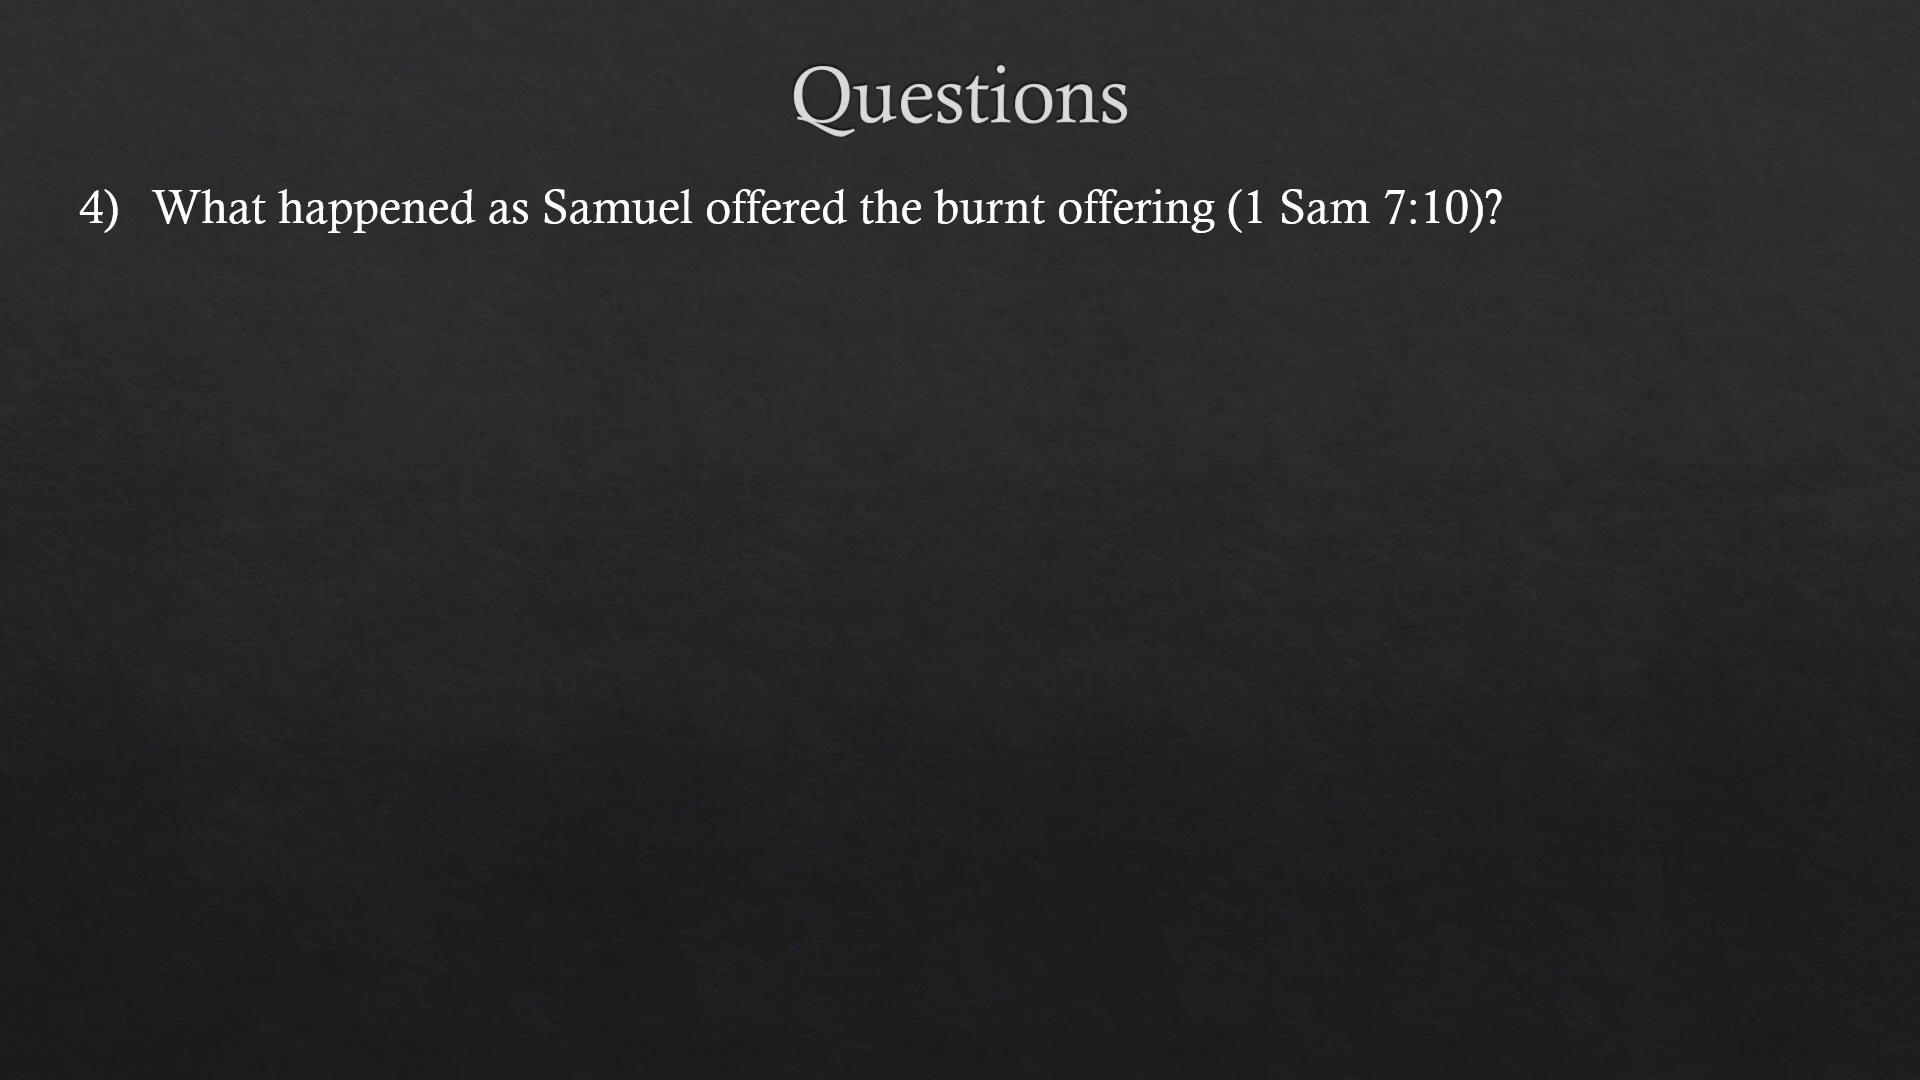 Questions
4) What happened as Samuel offered the burnt offering (1 Sam 7:10)?